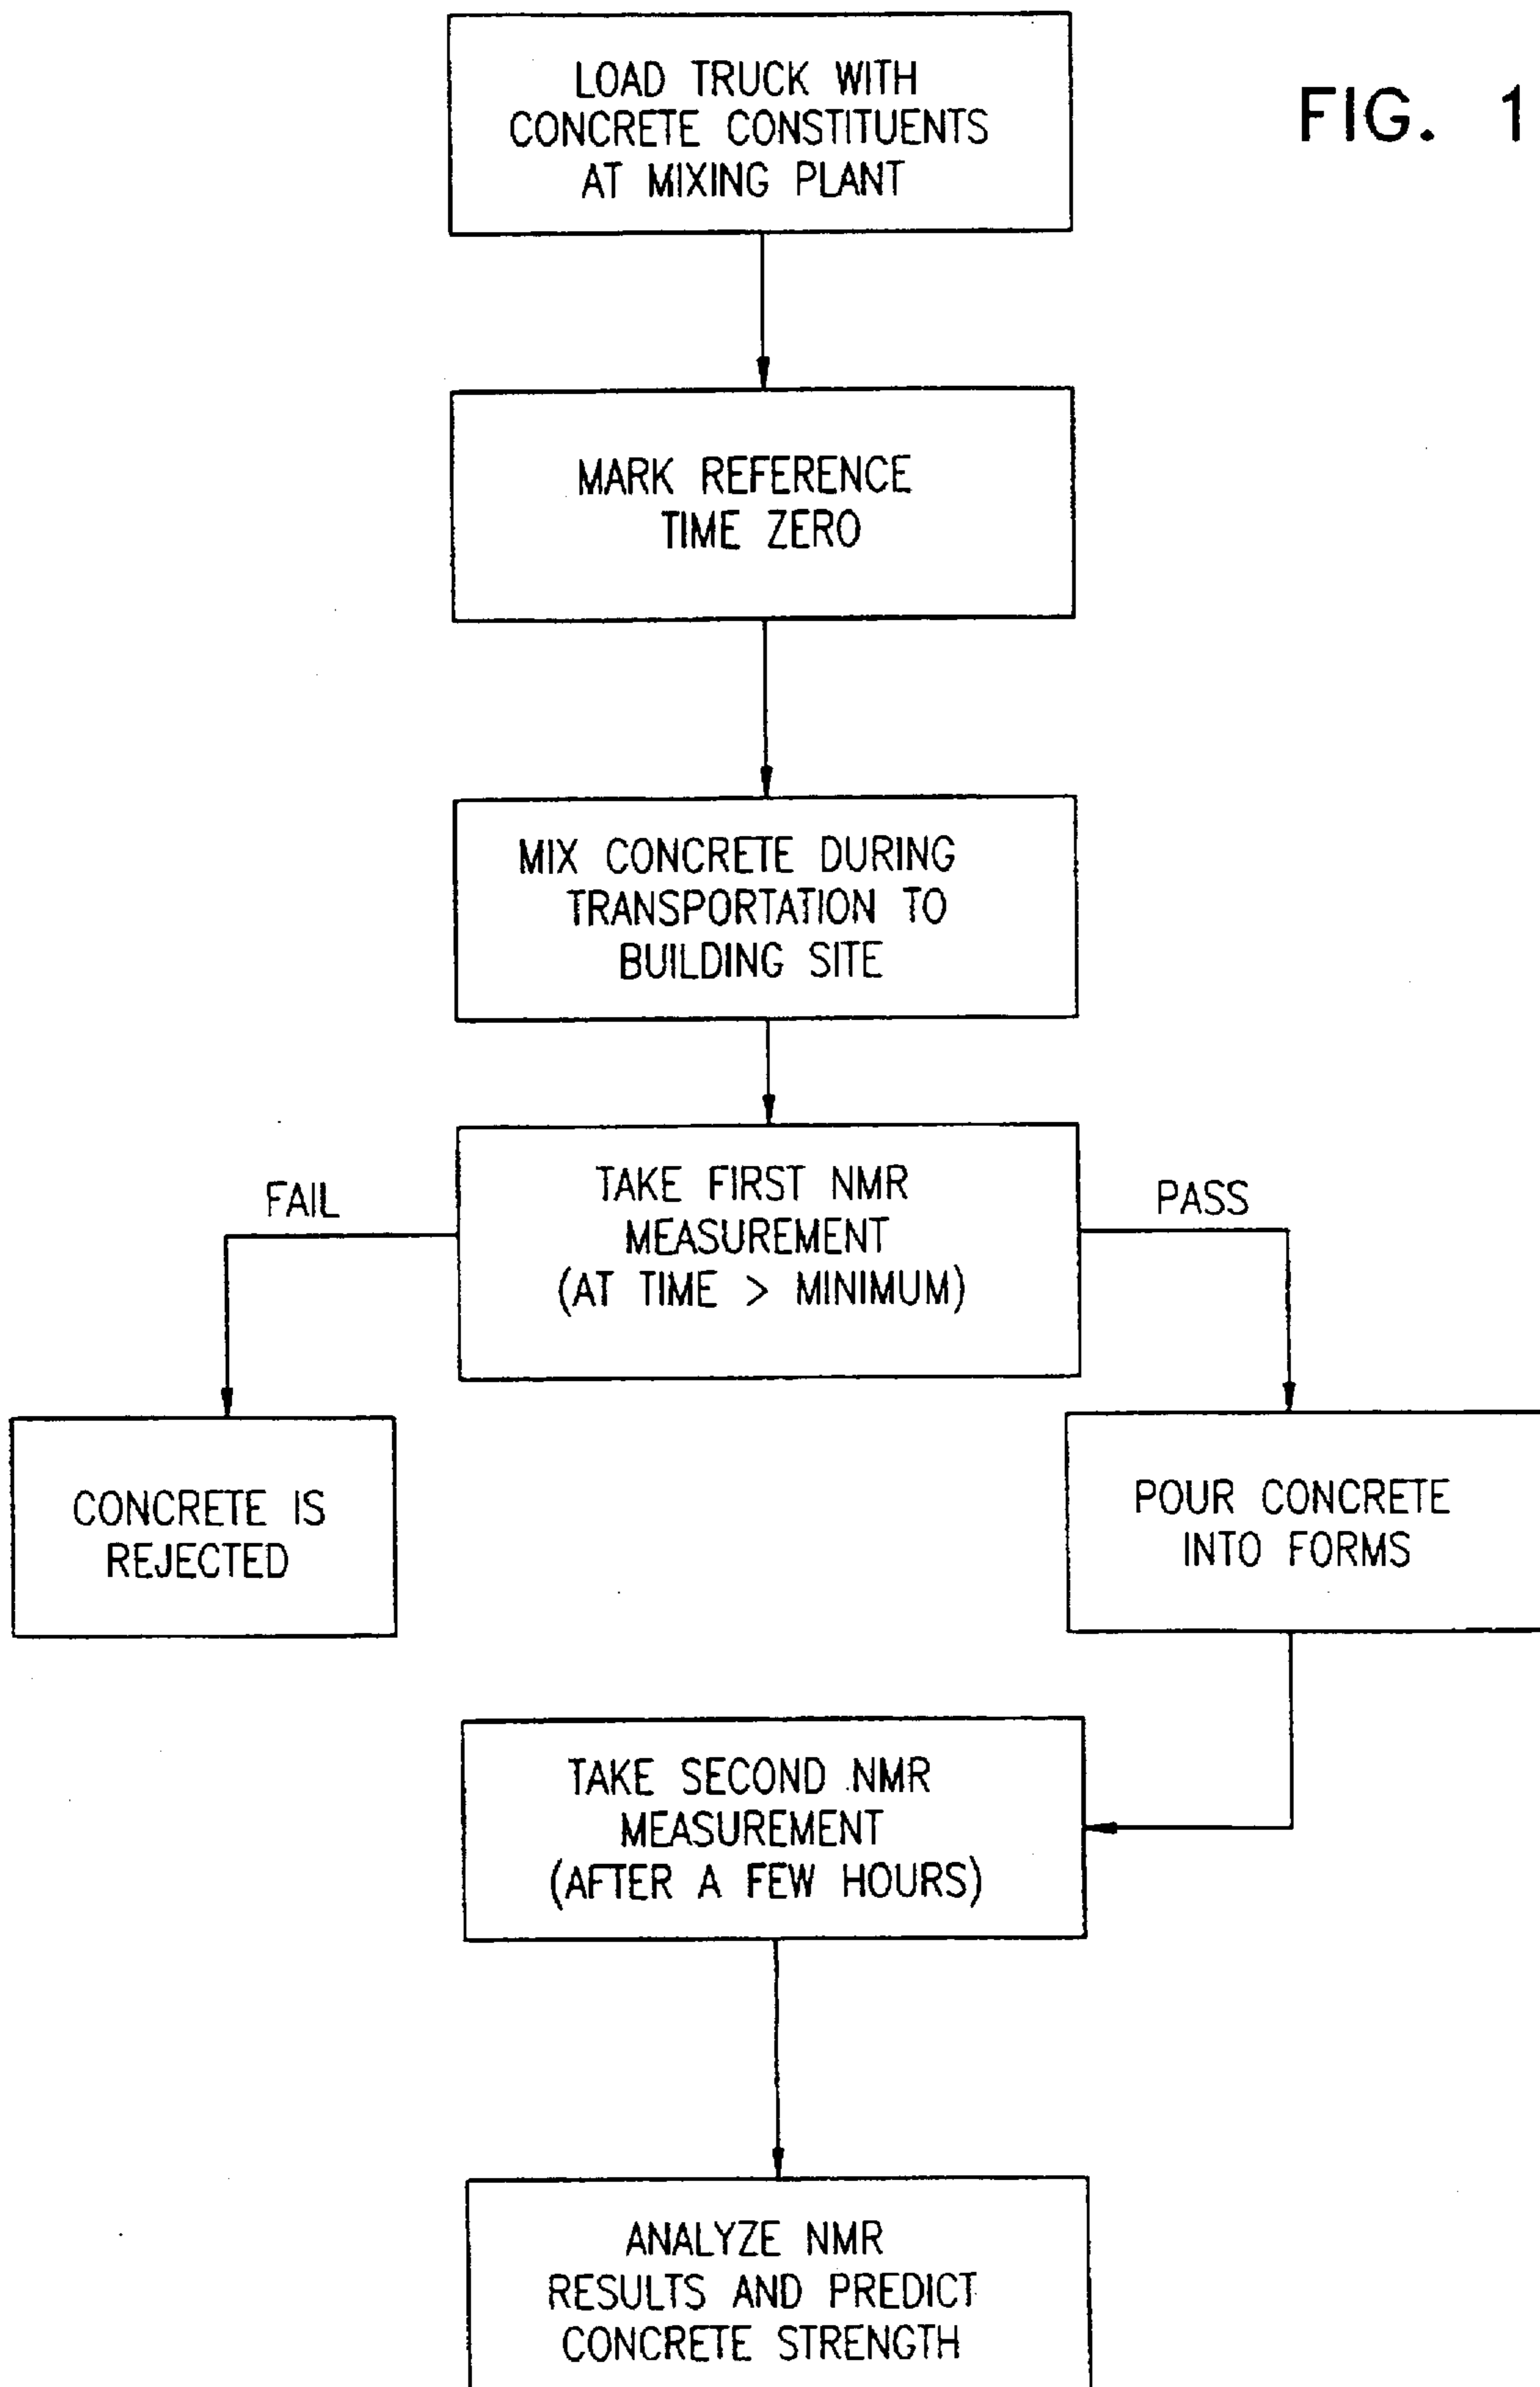 FIG. 1
LOAD TRUCK WITH
CONCRETE CONSTITUENTS
AT MIXING PLANT
MARK REFERENCE
TIME ZERO
MIX CONCRETE DURING
TRANSPORTATION TO
BUILDING SITE
TAKE FIRST NMR
MEASUREMENT
(AT TIME > MINIMUM)
FAIL
PASS
CONCRETE IS
REJECTED
POUR CONCRETE
INTO FORMS
TAKE SECOND NMR
MEASUREMENT
(AFTER A FEW HOURS)
ANALYZE NMR
RESULTS AND PREDICT
CONCRETE STRENGTH